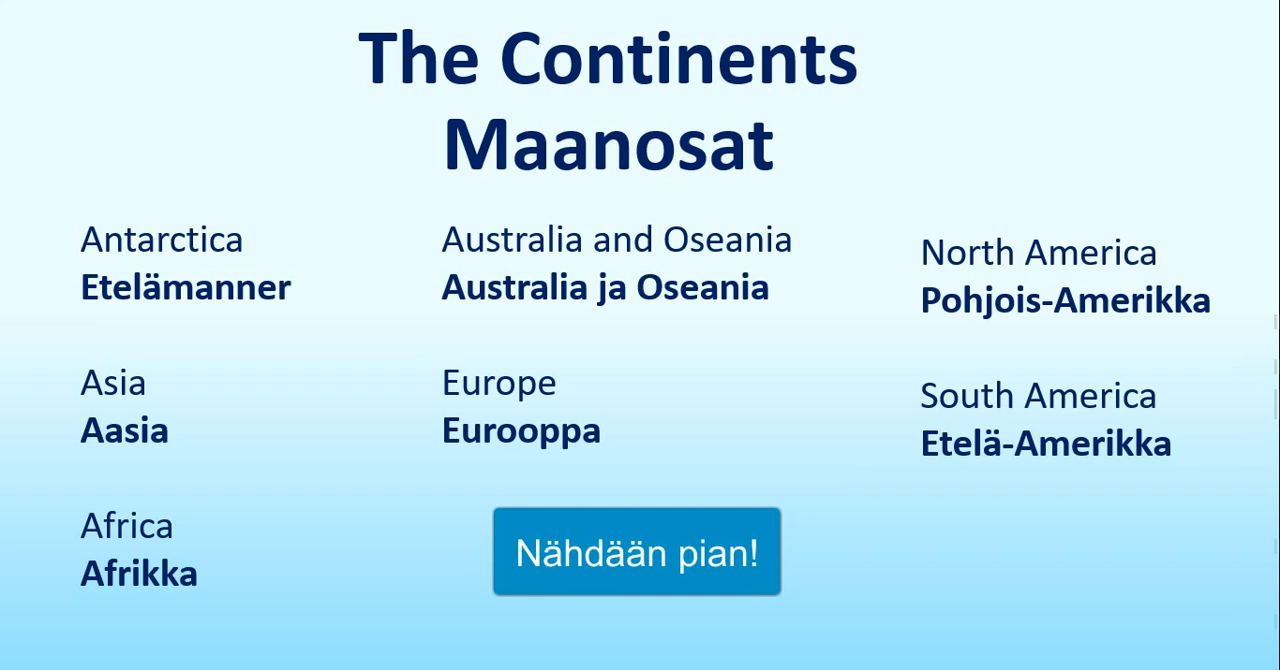 The Continents
Maanosat
Antarctica
Etelämanner
Asia
Aasia
Africa
Afrikka
Australia and Oseania
Australia ja Oseania
Europe
Eurooppa
Nähdään pian!
North America
Pohjois-Amerikka
South America
Etelä-Amerikka